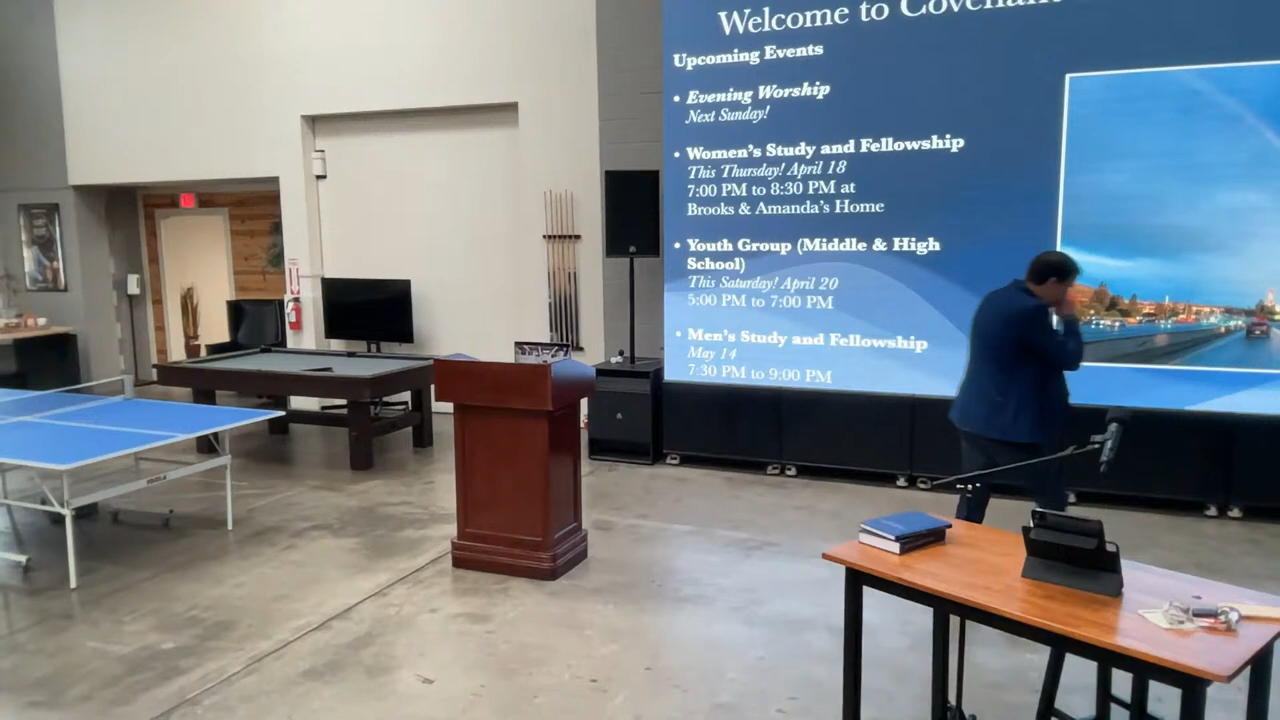 Welcome to Covenant
Upcoming Events
• Evening Worship
Next Sunday!
• Women's Study and Fellowship
This Thursday! April 18
7:00 PM to 8:30 PM at
Brooks & Amanda's Home
• Youth Group (Middle & High
School)
This Saturday! April 20
5:00 PM to 7:00 PM
• Men's Study and Fellowship
May 14
7:30 PM to 9:00 PM
EXIT